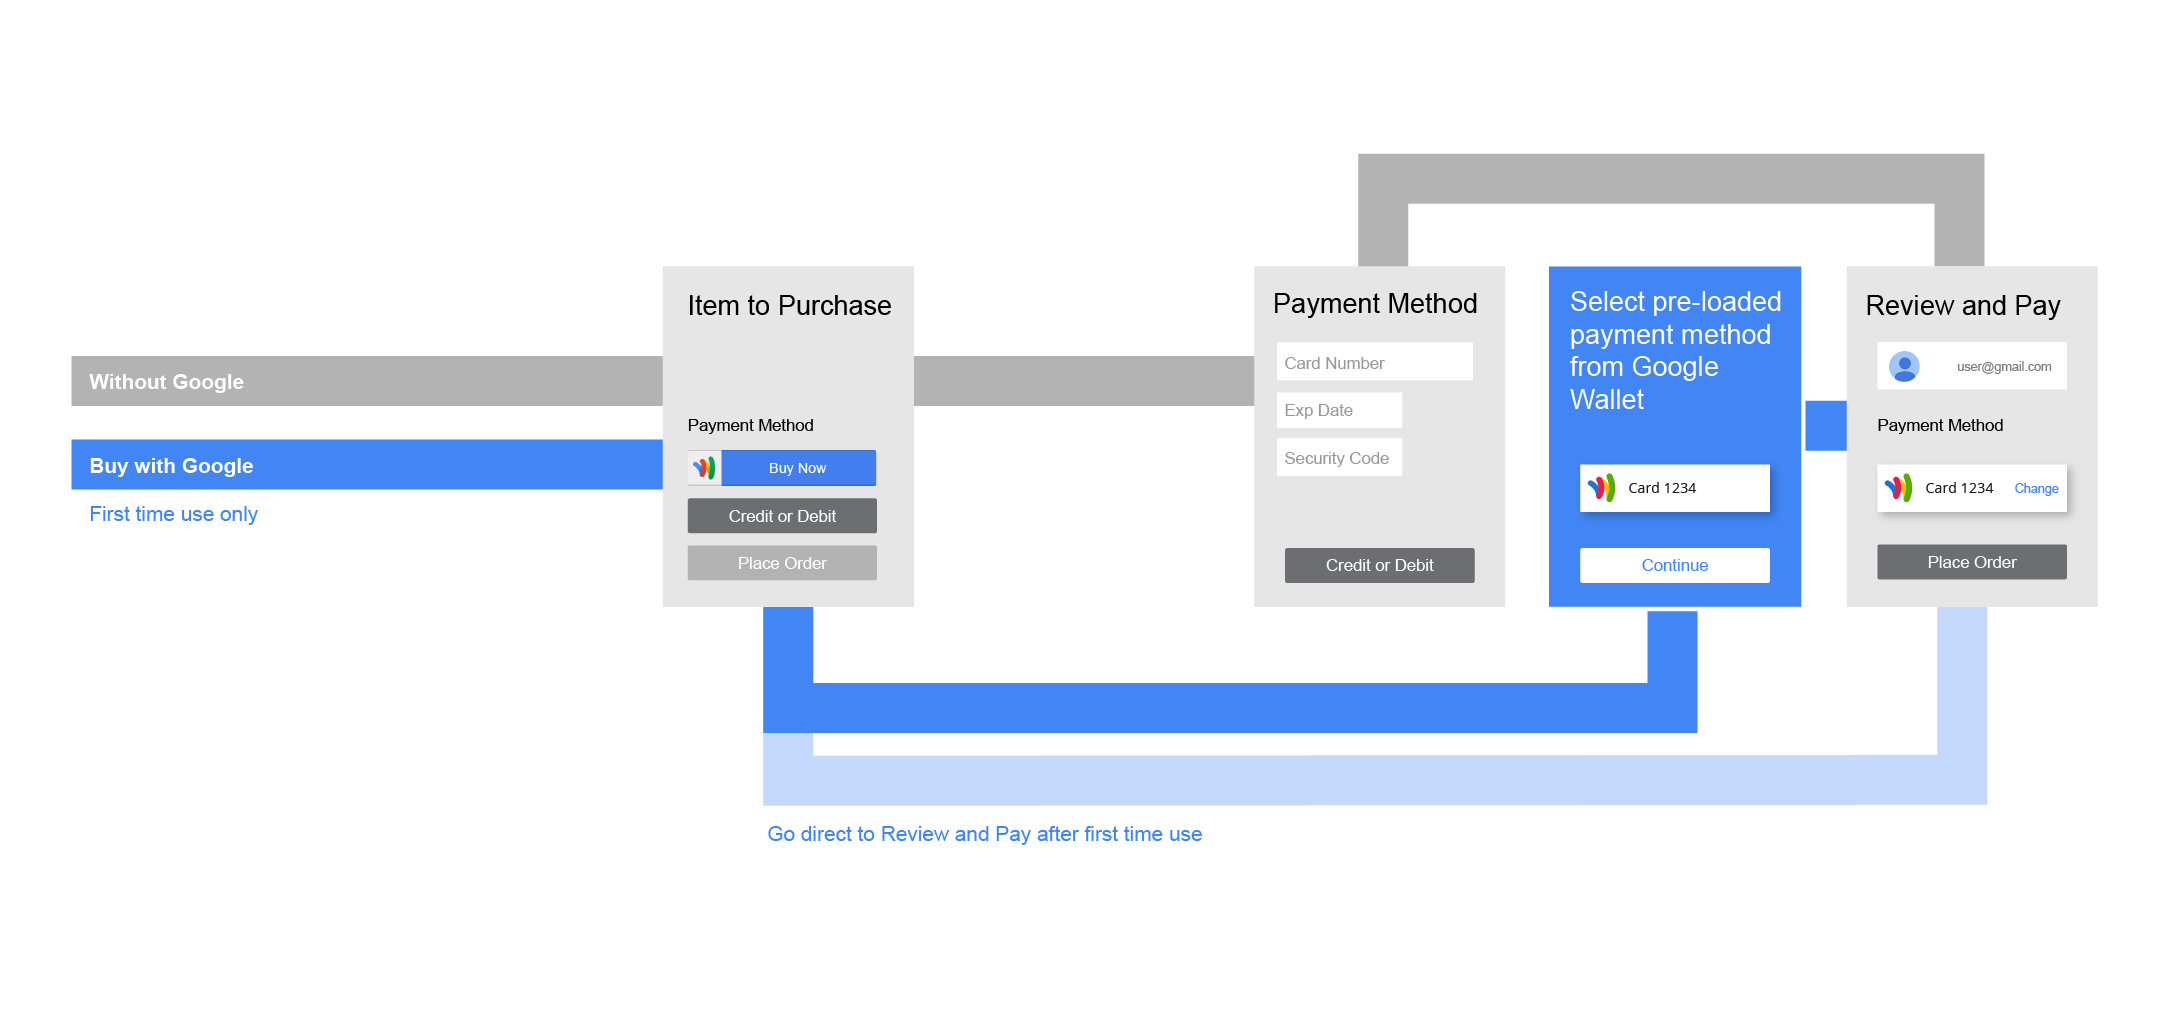 Without Google
Buy with Google
First time use only
Item to Purchase
Payment Method
Buy Now
Credit or Debit
Place Order
Payment Method
Card Number
Exp Date
Security Code
Credit or Debit
Select pre-loaded
payment method
from Google
Wallet
Card 1234
Continue
Review and Pay
user@gmail.com
Payment Method
Card 1234 Change
Place Order
Go direct to Review and Pay after first time use